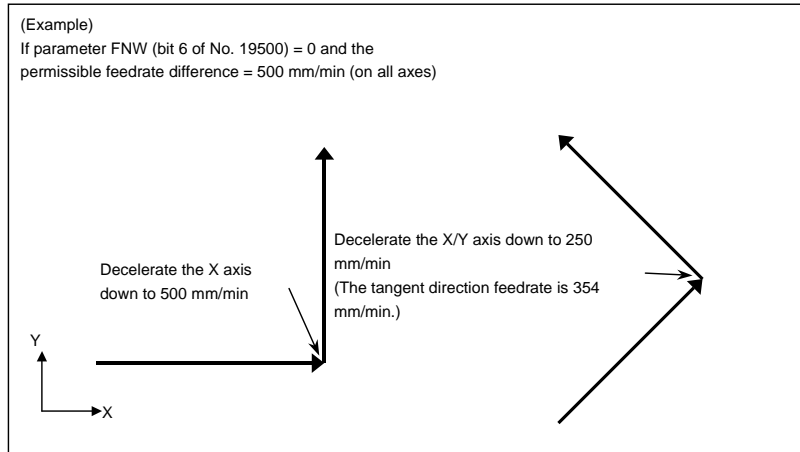 (Example)
If parameter FNW (bit 6 of No. 19500) = 0 and the
permissible feedrate difference = 500 mm/min (on all axes)
Decelerate the X axis
down to 500 mm/min
Decelerate the X/Y axis down to 250
mm/min
(The tangent direction feedrate is 354
mm/min.)
Y
X